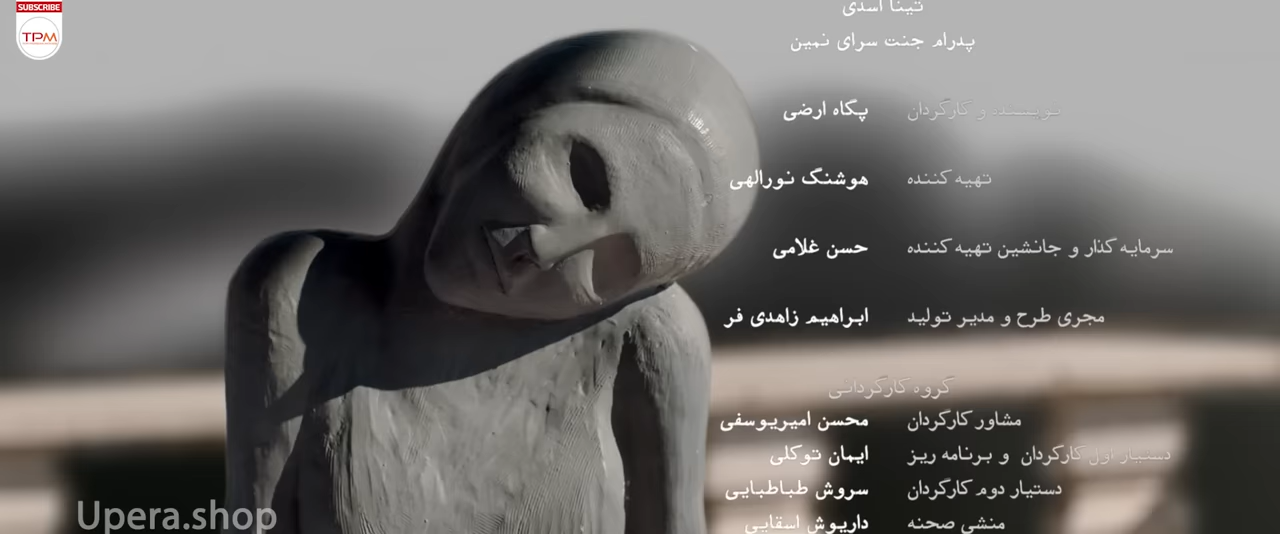 SUBSCRIBE
TPM
تینا اسدی
پدرام جنت سرای نمین
نویسنده و کارگردان پگاه ارضی
تهیه کننده هوشنگ نورالهی
سرمایه گذار و جانشین تهیه کننده حسن غلامی
مجری طرح و مدیر تولید ابراهیم زاهدی فر
گروه کارگردانی
مشاور کارگردان محسن امیریوسفی
دستیار اول کارگردان و برنامه ریز ایمان توکلی
دستیار دوم کارگردان سروش طباطبایی
منشی صحنه داریوش اسقایی
Upera.shop